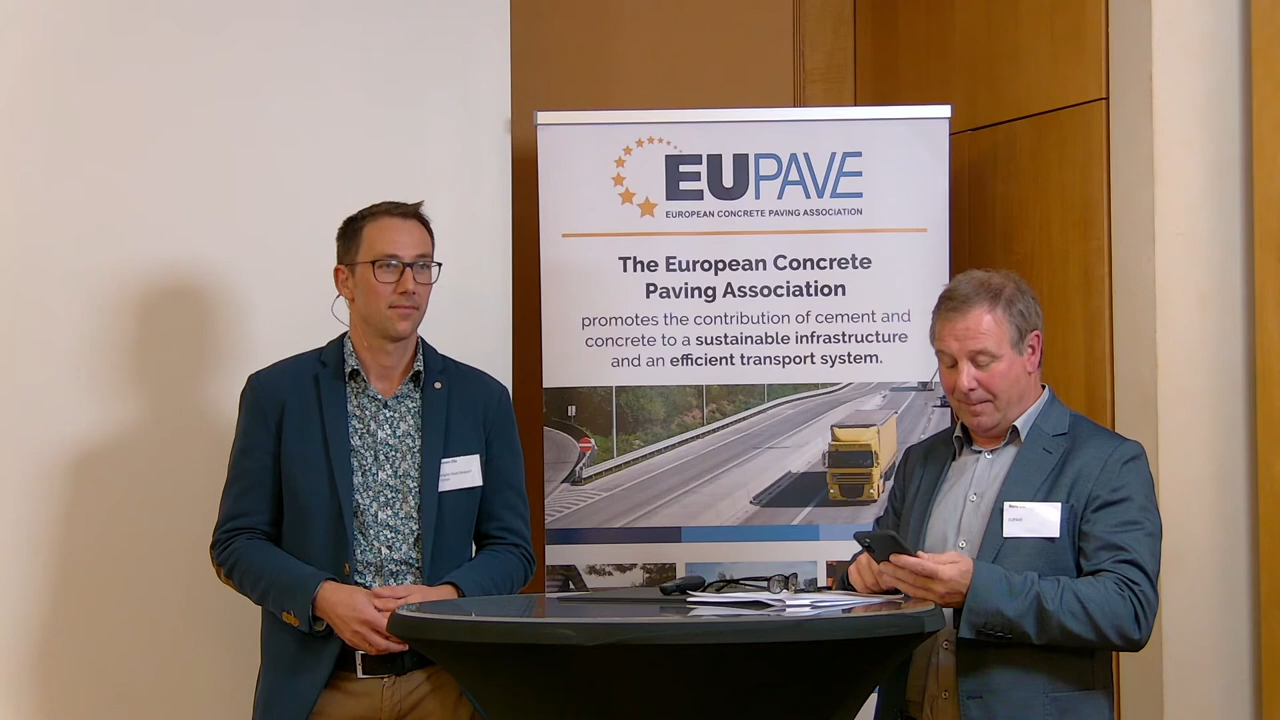 EUPAVE
EUROPEAN CONCRETE PAVING ASSOCIATION
The European Concrete
Paving Association
promotes the contribution of cement and
concrete to a sustainable infrastructure
and an efficient transport system.